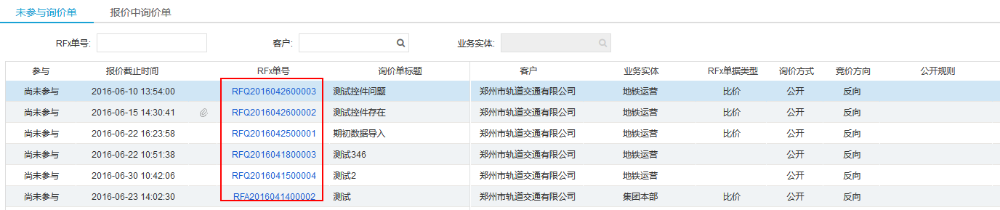 未参与询价单 报价中询价单
RFx单号: 客户: 业务实体:
参与 报价截止时间 RFx单号 询价单标题 客户 业务实体 RFx单据类型 询价方式 竞价方向 公开规则
尚未参与 2016-06-10 13:54:00 RFQ2016042600003 测试控件问题 郑州市轨道交通有限公司 地铁运营 比价 公开 反向
尚未参与 2016-06-15 14:30:41 RFQ2016042600002 测试控件存在 郑州市轨道交通有限公司 地铁运营 比价 公开 反向
尚未参与 2016-06-22 16:23:58 RFQ2016042500001 期初数据导入 郑州市轨道交通有限公司 地铁运营 比价 公开 反向
尚未参与 2016-06-22 10:51:38 RFQ2016041800003 测试346 郑州市轨道交通有限公司 地铁运营 公开 反向
尚未参与 2016-06-30 10:42:06 RFQ2016041500004 测试2 郑州市轨道交通有限公司 地铁运营 公开 反向
尚未参与 2016-06-23 14:02:30 RFA2016041400002 测试 郑州市轨道交通有限公司 集团本部 比价 公开 反向